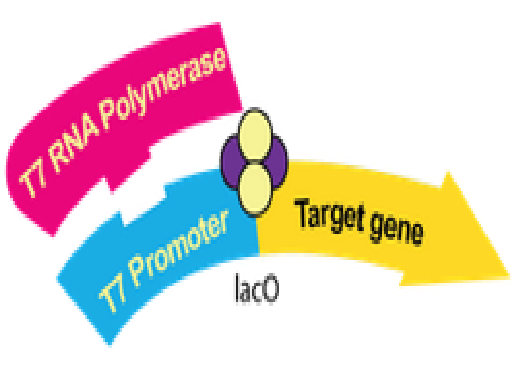 T7 RNA Polymerase
T7 Promoter
Target gene
lacO